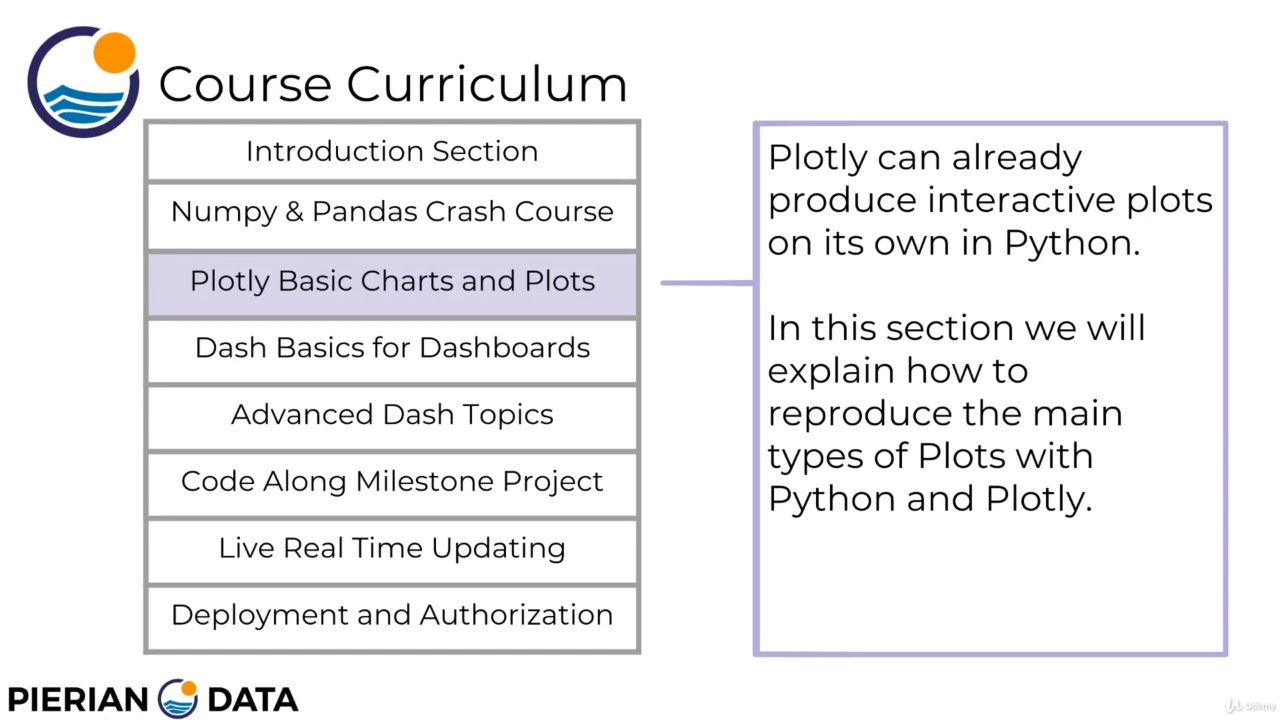 Course Curriculum
Introduction Section
Numpy & Pandas Crash Course
Plotly Basic Charts and Plots
Dash Basics for Dashboards
Advanced Dash Topics
Code Along Milestone Project
Live Real Time Updating
Deployment and Authorization
Plotly can already
produce interactive plots
on its own in Python.
In this section we will
explain how to
reproduce the main
types of Plots with
Python and Plotly.
PIERIAN DATA
Udemy